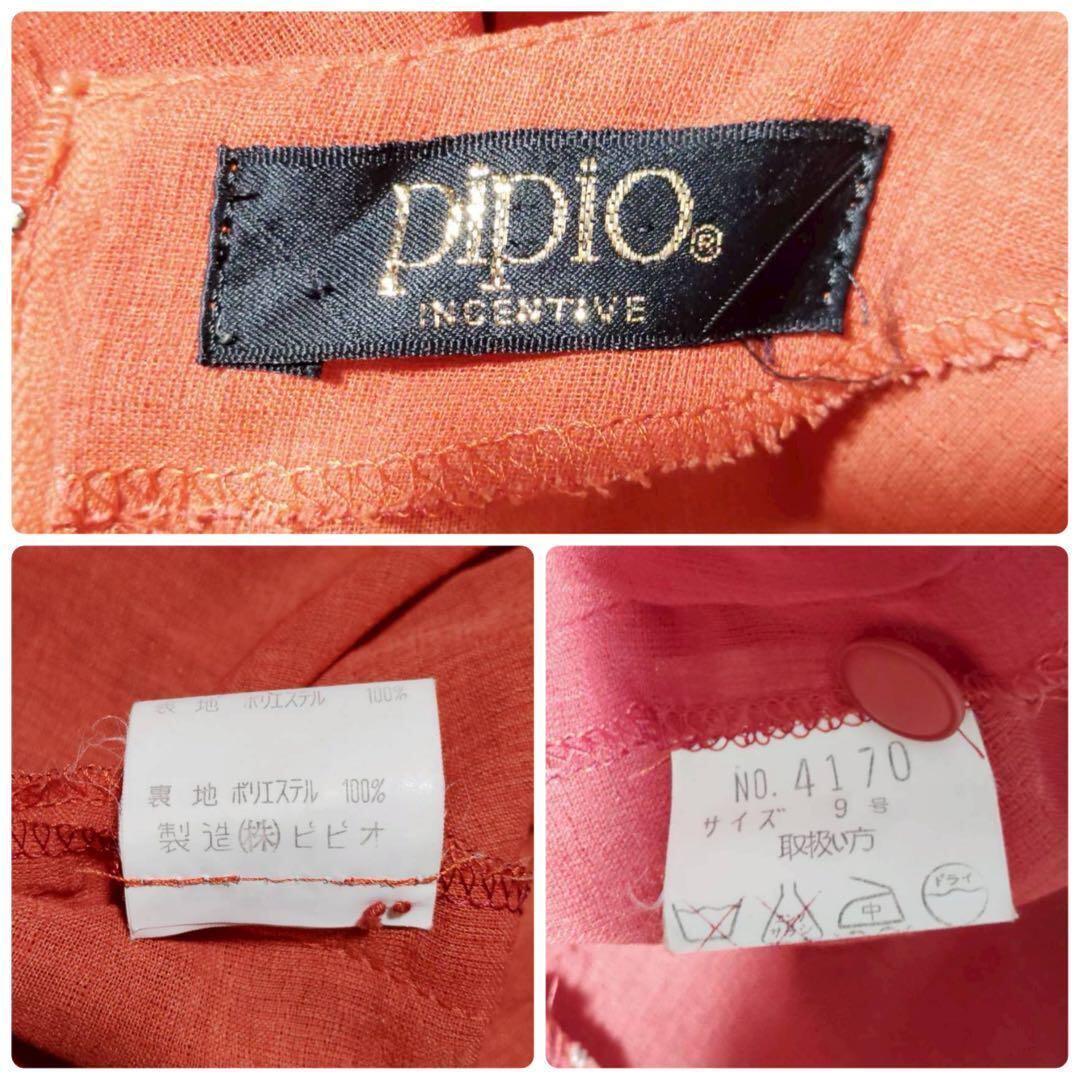 pipio®
INCENTIVE
裏 地 ポリエステル 100%
裏 地 ポリエステル 100%
製造(株)ピピオ
NO. 4170
サイズ 9 号
取扱い方
中
ドライ